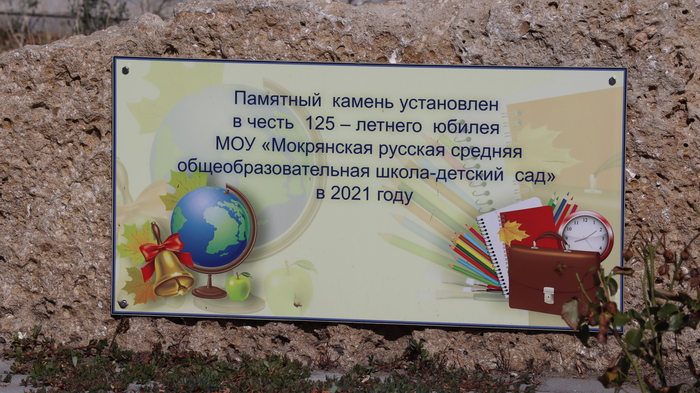 Памятный камень установлен
в честь 125 – летнего юбилея
МОУ «Мокрянская русская средняя
общеобразовательная школа-детский сад»
в 2021 году